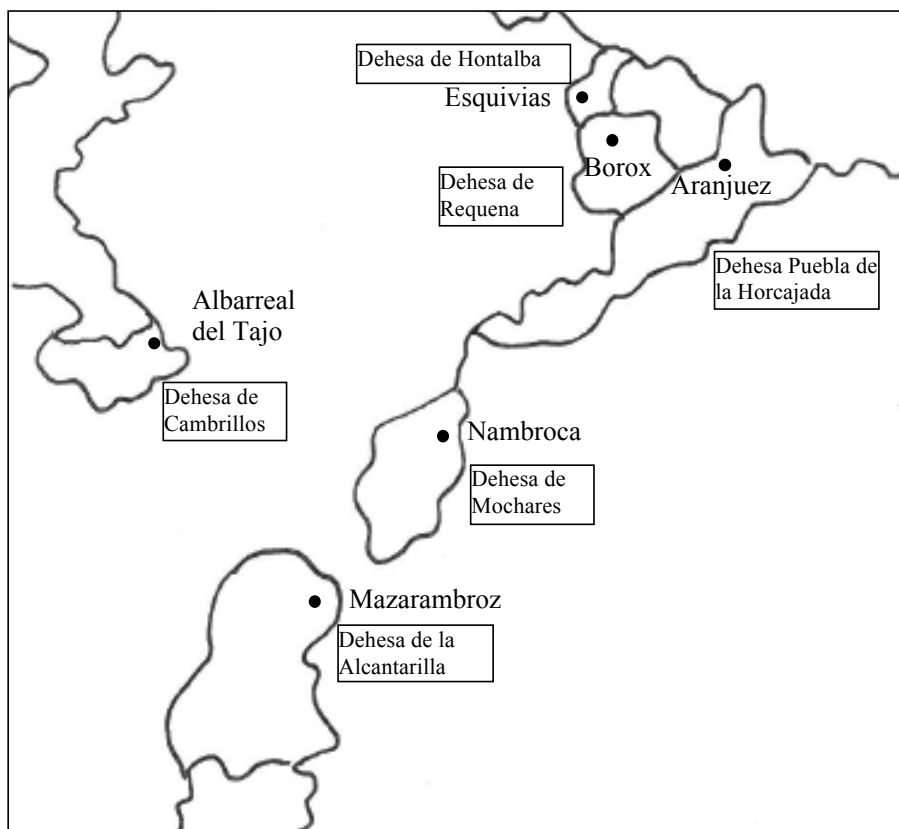 Dehesa de Hontalba
Esquivias
Borox
Aranjuez
Dehesa de
Requena
Dehesa Puebla de
la Horcajada
Albarreal
del Tajo
Dehesa de
Cambrillos
Nambroca
Dehesa de
Mochares
Mazarambroz
Dehesa de la
Alcantarilla